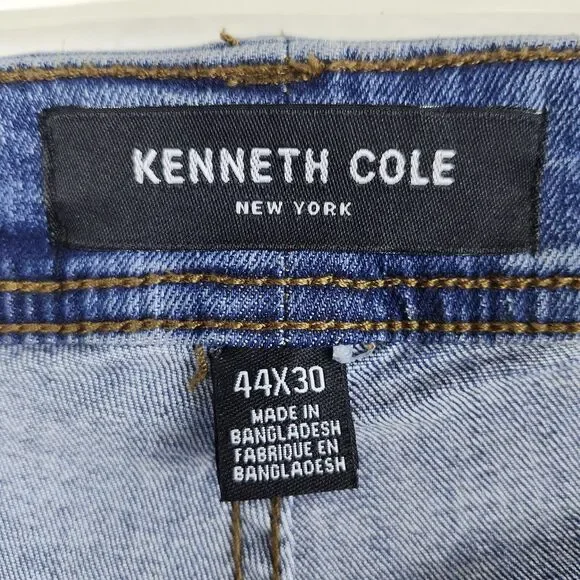 KENNETH COLE
NEW YORK
44X30
MADE IN
BANGLADESH
FABRIQUE EN
BANGLADESH